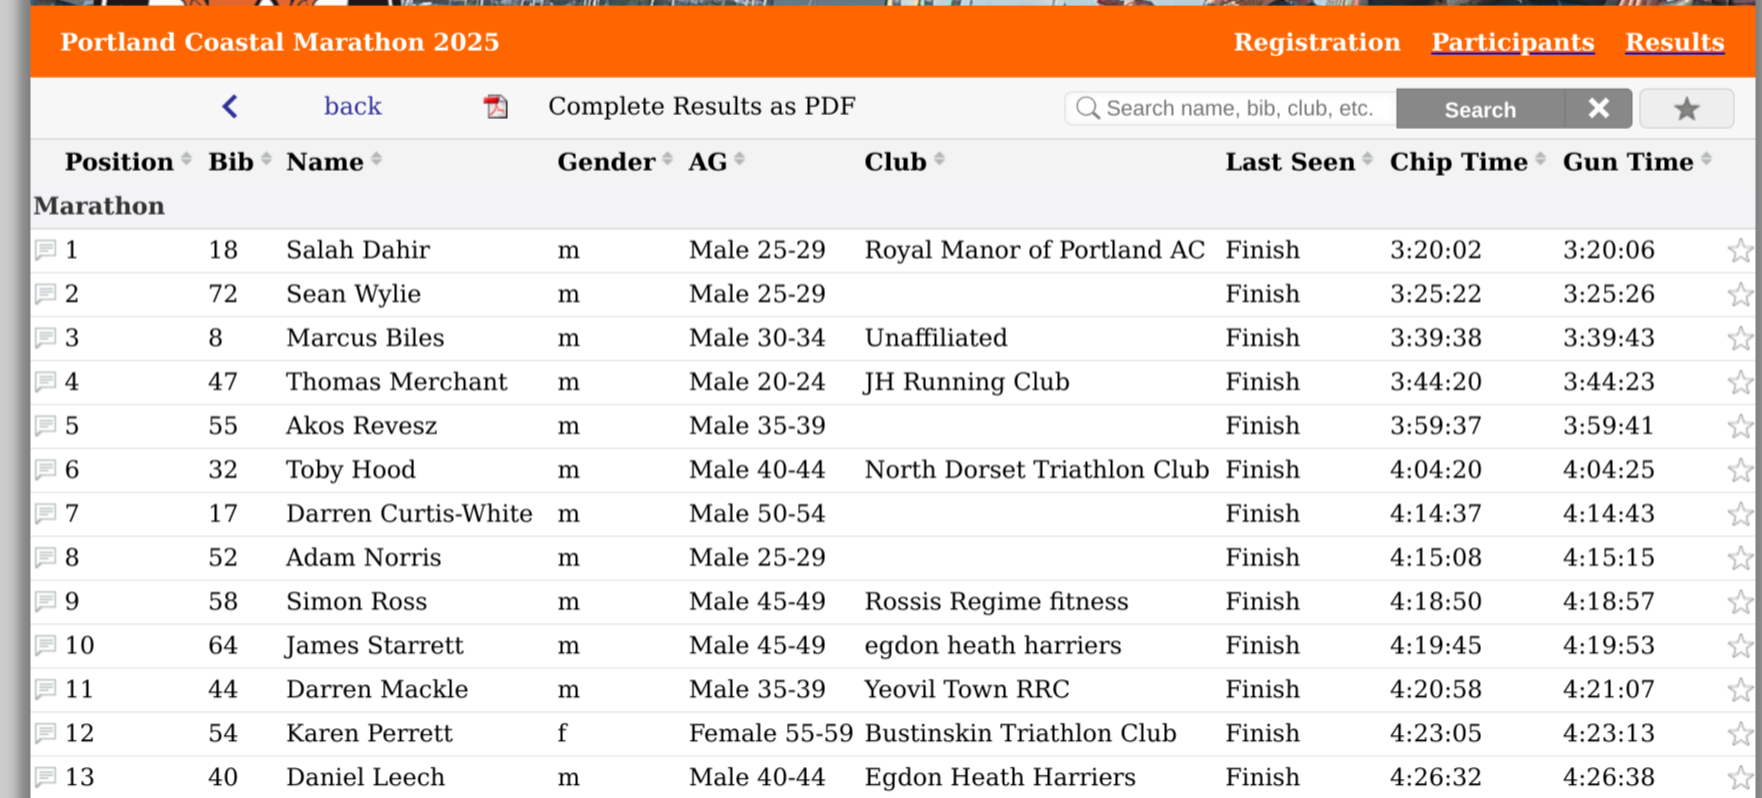 Portland Coastal Marathon 2025 Registration Participants Results
back Complete Results as PDF Search name, bib, club, etc. Search
Position Bib Name Gender AG Club Last Seen Chip Time Gun Time
Marathon
1 18 Salah Dahir m Male 25-29 Royal Manor of Portland AC Finish 3:20:02 3:20:06
2 72 Sean Wylie m Male 25-29 Finish 3:25:22 3:25:26
3 8 Marcus Biles m Male 30-34 Unaffiliated Finish 3:39:38 3:39:43
4 47 Thomas Merchant m Male 20-24 JH Running Club Finish 3:44:20 3:44:23
5 55 Akos Revesz m Male 35-39 Finish 3:59:37 3:59:41
6 32 Toby Hood m Male 40-44 North Dorset Triathlon Club Finish 4:04:20 4:04:25
7 17 Darren Curtis-White m Male 50-54 Finish 4:14:37 4:14:43
8 52 Adam Norris m Male 25-29 Finish 4:15:08 4:15:15
9 58 Simon Ross m Male 45-49 Rossis Regime fitness Finish 4:18:50 4:18:57
10 64 James Starrett m Male 45-49 egdon heath harriers Finish 4:19:45 4:19:53
11 44 Darren Mackle m Male 35-39 Yeovil Town RRC Finish 4:20:58 4:21:07
12 54 Karen Perrett f Female 55-59 Bustinskin Triathlon Club Finish 4:23:05 4:23:13
13 40 Daniel Leech m Male 40-44 Egdon Heath Harriers Finish 4:26:32 4:26:38